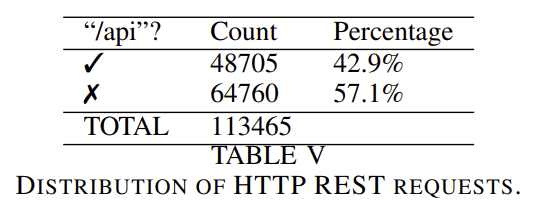 “/api”? Count Percentage
✓ 48705 42.9%
✗ 64760 57.1%
TOTAL 113465
TABLE V
DISTRIBUTION OF HTTP REST REQUESTS.